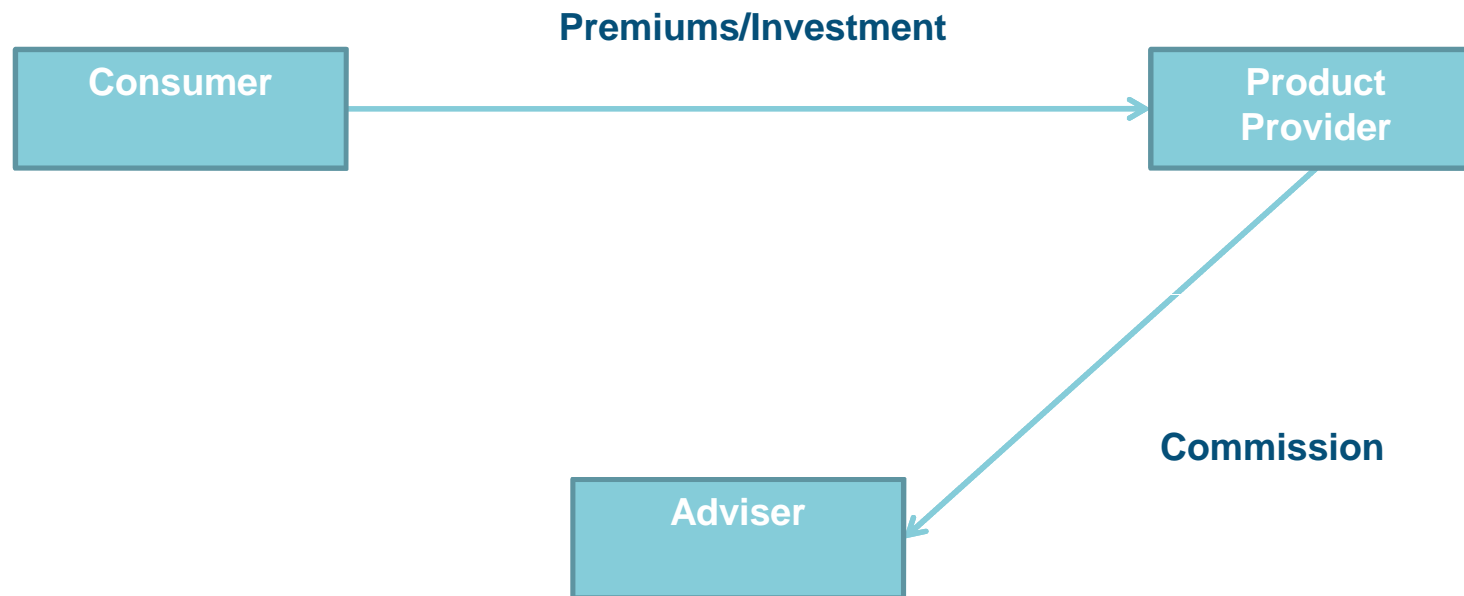 Premiums/Investment
Consumer
Product
Provider
Commission
Adviser